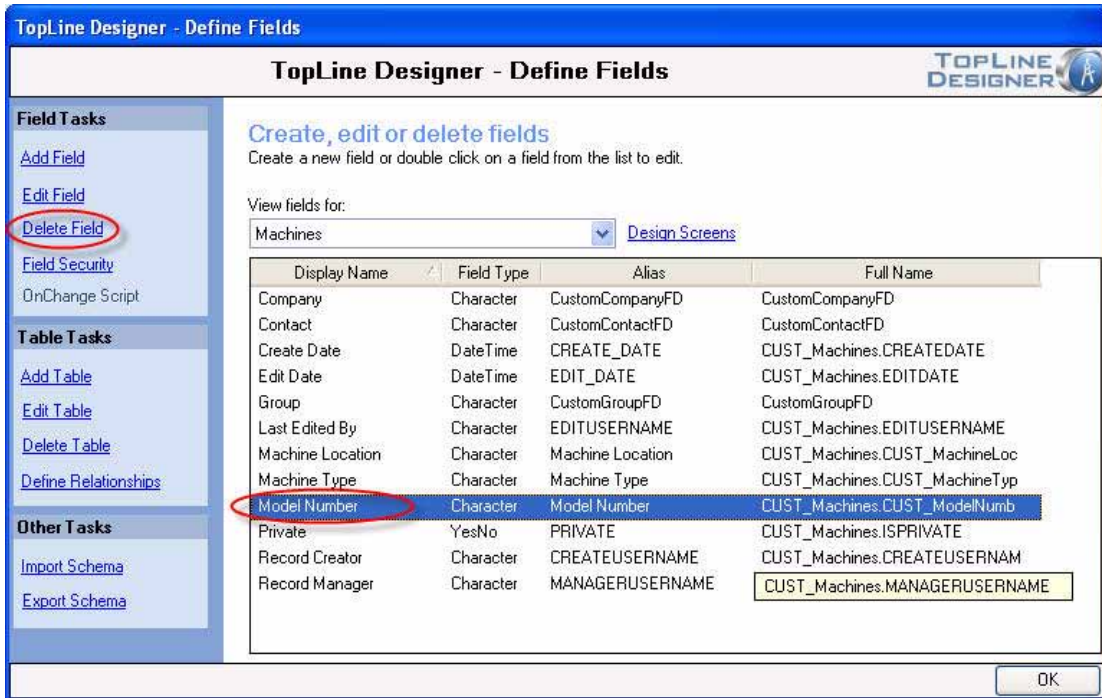 TopLine Designer - Define Fields
TopLine Designer - Define Fields
TOPLINE
DESIGNER
Field Tasks
Add Field
Edit Field
Delete Field
Field Security
OnChange Script
Table Tasks
Add Table
Edit Table
Delete Table
Define Relationships
Other Tasks
Import Schema
Export Schema
Create, edit or delete fields
Create a new field or double click on a field from the list to edit.
View fields for:
Machines Design Screens
Display Name Field Type Alias Full Name
Company Character CustomCompanyFD CustomCompanyFD
Contact Character CustomContactFD CustomContactFD
Create Date DateTime CREATE_DATE CUST_Machines.CREATEDATE
Edit Date DateTime EDIT_DATE CUST_Machines.EDITDATE
Group Character CustomGroupFD CustomGroupFD
Last Edited By Character EDITUSERNAME CUST_Machines.EDITUSERNAME
Machine Location Character Machine Location CUST_Machines.CUST_MachineLoc
Machine Type Character Machine Type CUST_Machines.CUST_MachineTyp
Model Number Character Model Number CUST_Machines.CUST_ModelNumb
Private YesNo PRIVATE CUST_Machines.ISPRIVATE
Record Creator Character CREATEUSERNAME CUST_Machines.CREATEUSERNAM
Record Manager Character MANAGERUSERNAME CUST_Machines.MANAGERUSERNAME
OK